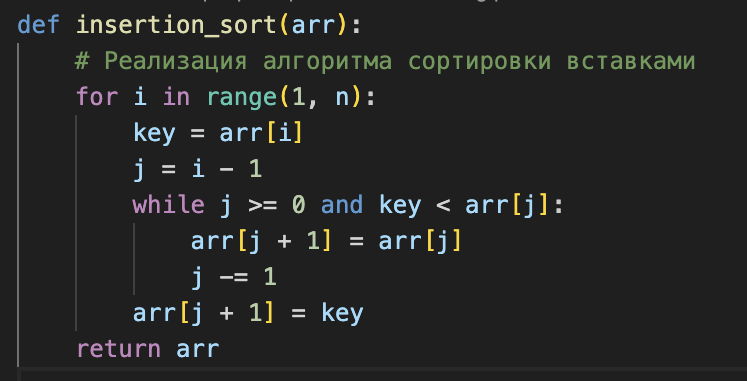 def insertion_sort(arr):
    # Реализация алгоритма сортировки вставками
    for i in range(1, n):
        key = arr[i]
        j = i - 1
        while j >= 0 and key < arr[j]:
            arr[j + 1] = arr[j]
            j -= 1
        arr[j + 1] = key
    return arr